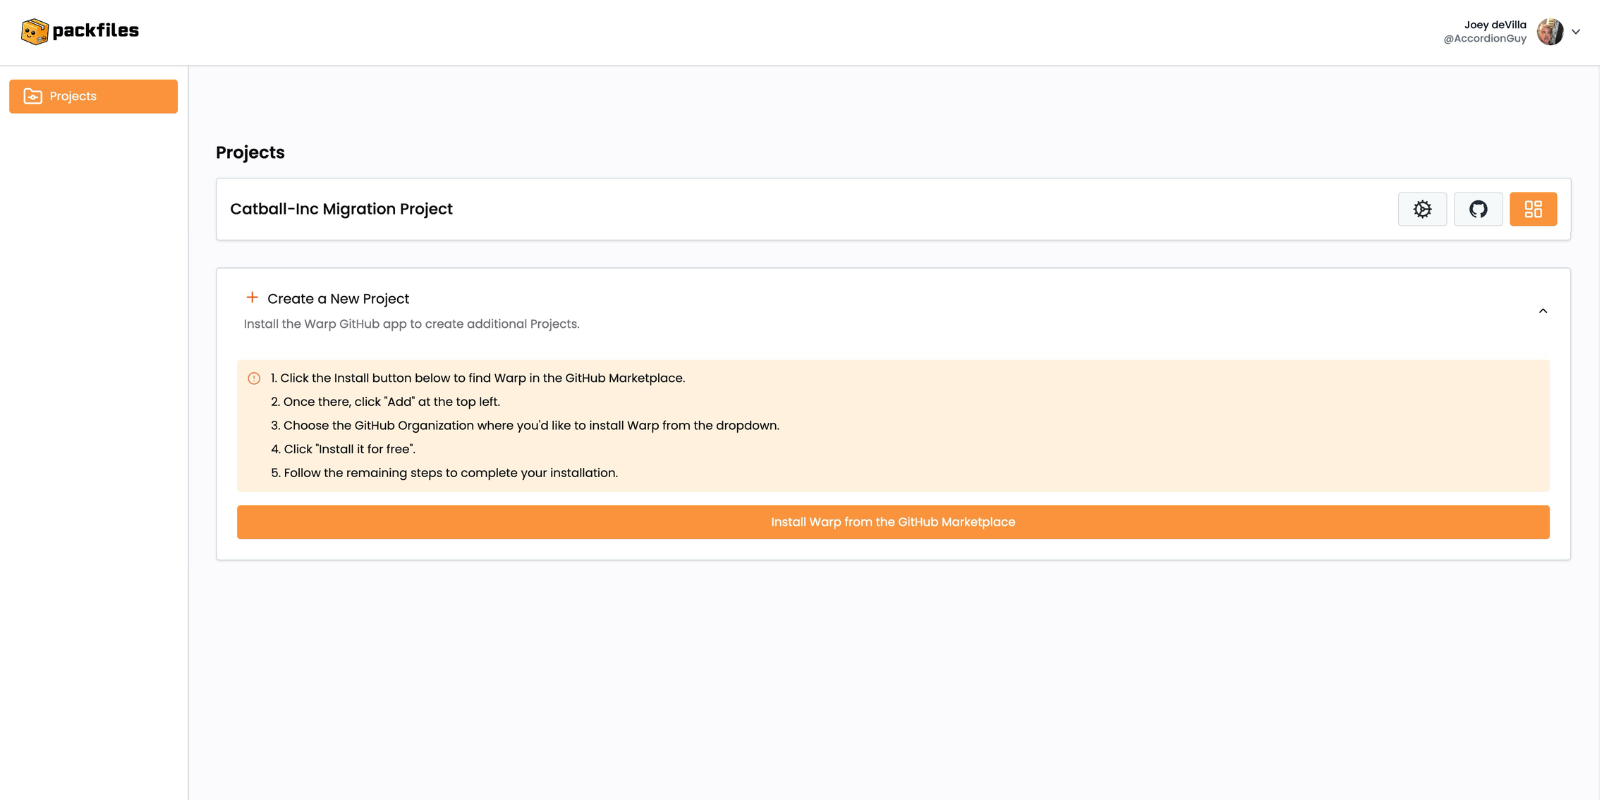 packfiles
Joey deVilla
@AccordionGuy
Projects
Projects
Catball-Inc Migration Project
Create a New Project
Install the Warp GitHub app to create additional Projects.
1. Click the Install button below to find Warp in the GitHub Marketplace.
2. Once there, click "Add" at the top left.
3. Choose the GitHub Organization where you'd like to install Warp from the dropdown.
4. Click "Install it for free".
5. Follow the remaining steps to complete your installation.
Install Warp from the GitHub Marketplace